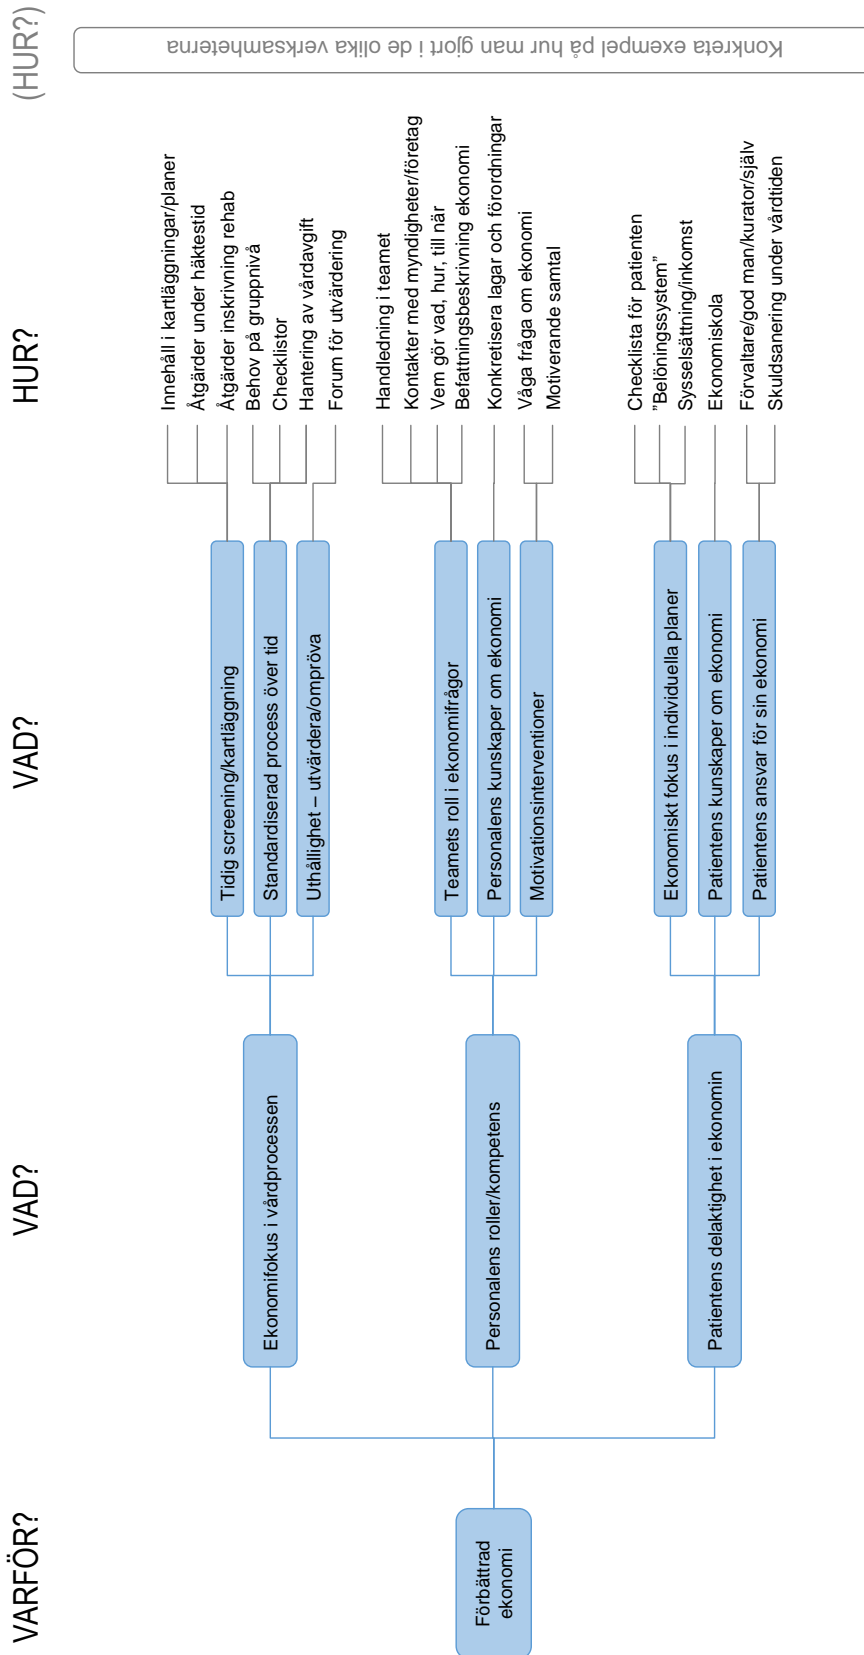 VARFÖR?
VAD?
VAD?
HUR?
(HUR?)
Förbättrad
ekonomi
Ekonomifokus i vårdprocessen
Personalens roller/kompetens
Patientens delaktighet i ekonomin
Tidig screening/kartläggning
Standardiserad process över tid
Uthållighet – utvärdera/ompröva
Teamets roll i ekonomifrågor
Personalens kunskaper om ekonomi
Motivationsinterventioner
Ekonomiskt fokus i individuella planer
Patientens kunskaper om ekonomi
Patientens ansvar för sin ekonomi
Innehåll i kartläggningar/planer
Åtgärder under häktestid
Åtgärder inskrivning rehab
Behov på gruppnivå
Checklistor
Hantering av vårdavgift
Forum för utvärdering
Handledning i teamet
Kontakter med myndigheter/företag
Vem gör vad, hur, till när
Befattningsbeskrivning ekonomi
Konkretisera lagar och förordningar
Våga fråga om ekonomi
Motiverande samtal
Checklista för patienten
"Belöningssystem”
Sysselsättning/inkomst
Ekonomiskola
Förvaltare/god man/kurator/själv
Skuldsanering under vårdtiden
Konkreta exempel på hur man gjort i de olika verksamheterna